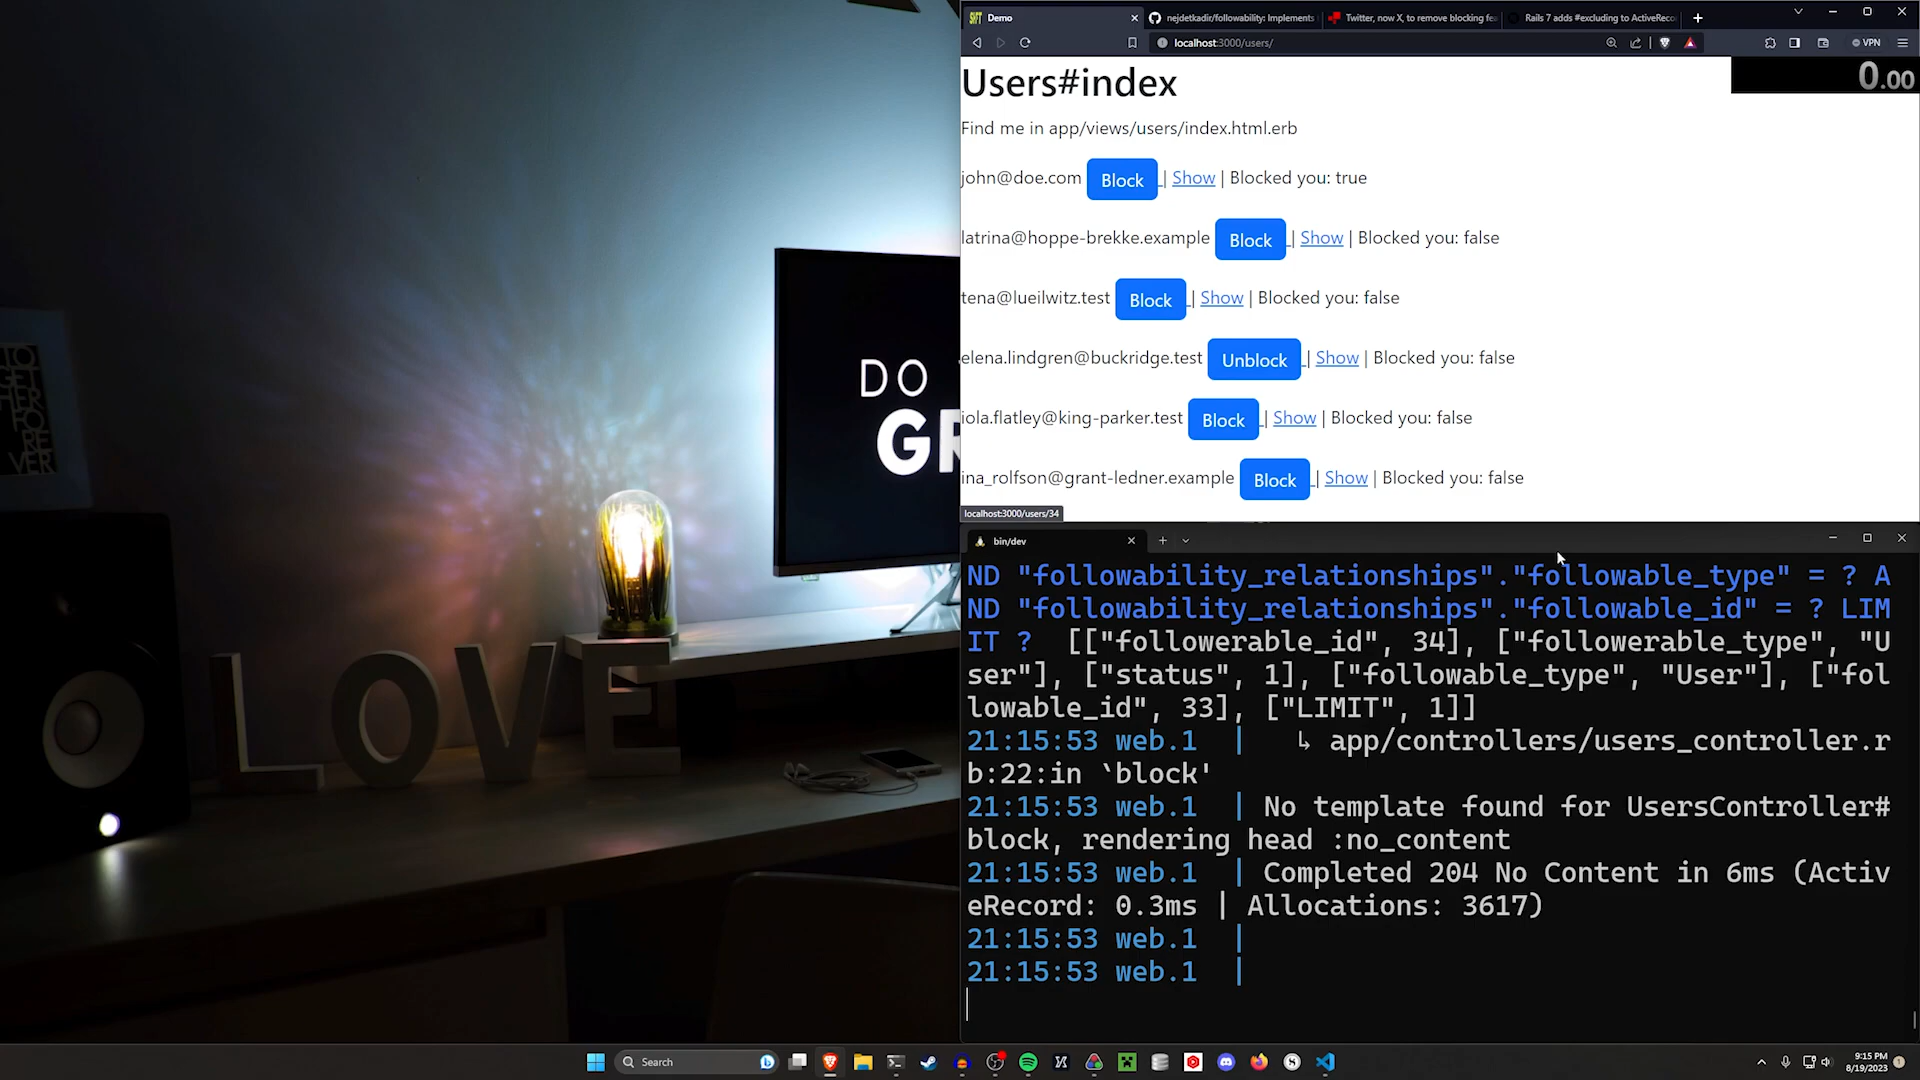 Demo
nejdetkadir/followability: Implements
Twitter, now X, to remove blocking fe
Rails 7 adds #excluding to ActiveReco
localhost:3000/users/
VPN
Users#index
0.00
Find me in app/views/users/index.html.erb
john@doe.com Block | Show | Blocked you: true
latrina@hoppe-brekke.example Block | Show | Blocked you: false
tena@lueilwitz.test Block | Show | Blocked you: false
elena.lindgren@buckridge.test Unblock | Show | Blocked you: false
iola.flatley@king-parker.test Block | Show | Blocked you: false
ina_rolfson@grant-ledner.example Block | Show | Blocked you: false
localhost:3000/users/34
bin/dev
ND "followability_relationships"."followable_type" = ? A
ND "followability_relationships"."followable_id" = ? LIM
IT ?  [["followerable_id", 34], ["followerable_type", "U
ser"], ["status", 1], ["followable_type", "User"], ["fol
lowable_id", 33], ["LIMIT", 1]]
21:15:53 web.1  |   ↳ app/controllers/users_controller.r
b:22:in `block'
21:15:53 web.1  | No template found for UsersController#
block, rendering head :no_content
21:15:53 web.1  | Completed 204 No Content in 6ms (Activ
eRecord: 0.3ms | Allocations: 3617)
21:15:53 web.1  |
21:15:53 web.1  |
DO
GR
LOVE
TO
GET
HER
FO
RE
VER
Search
9:15 PM
8/19/2023